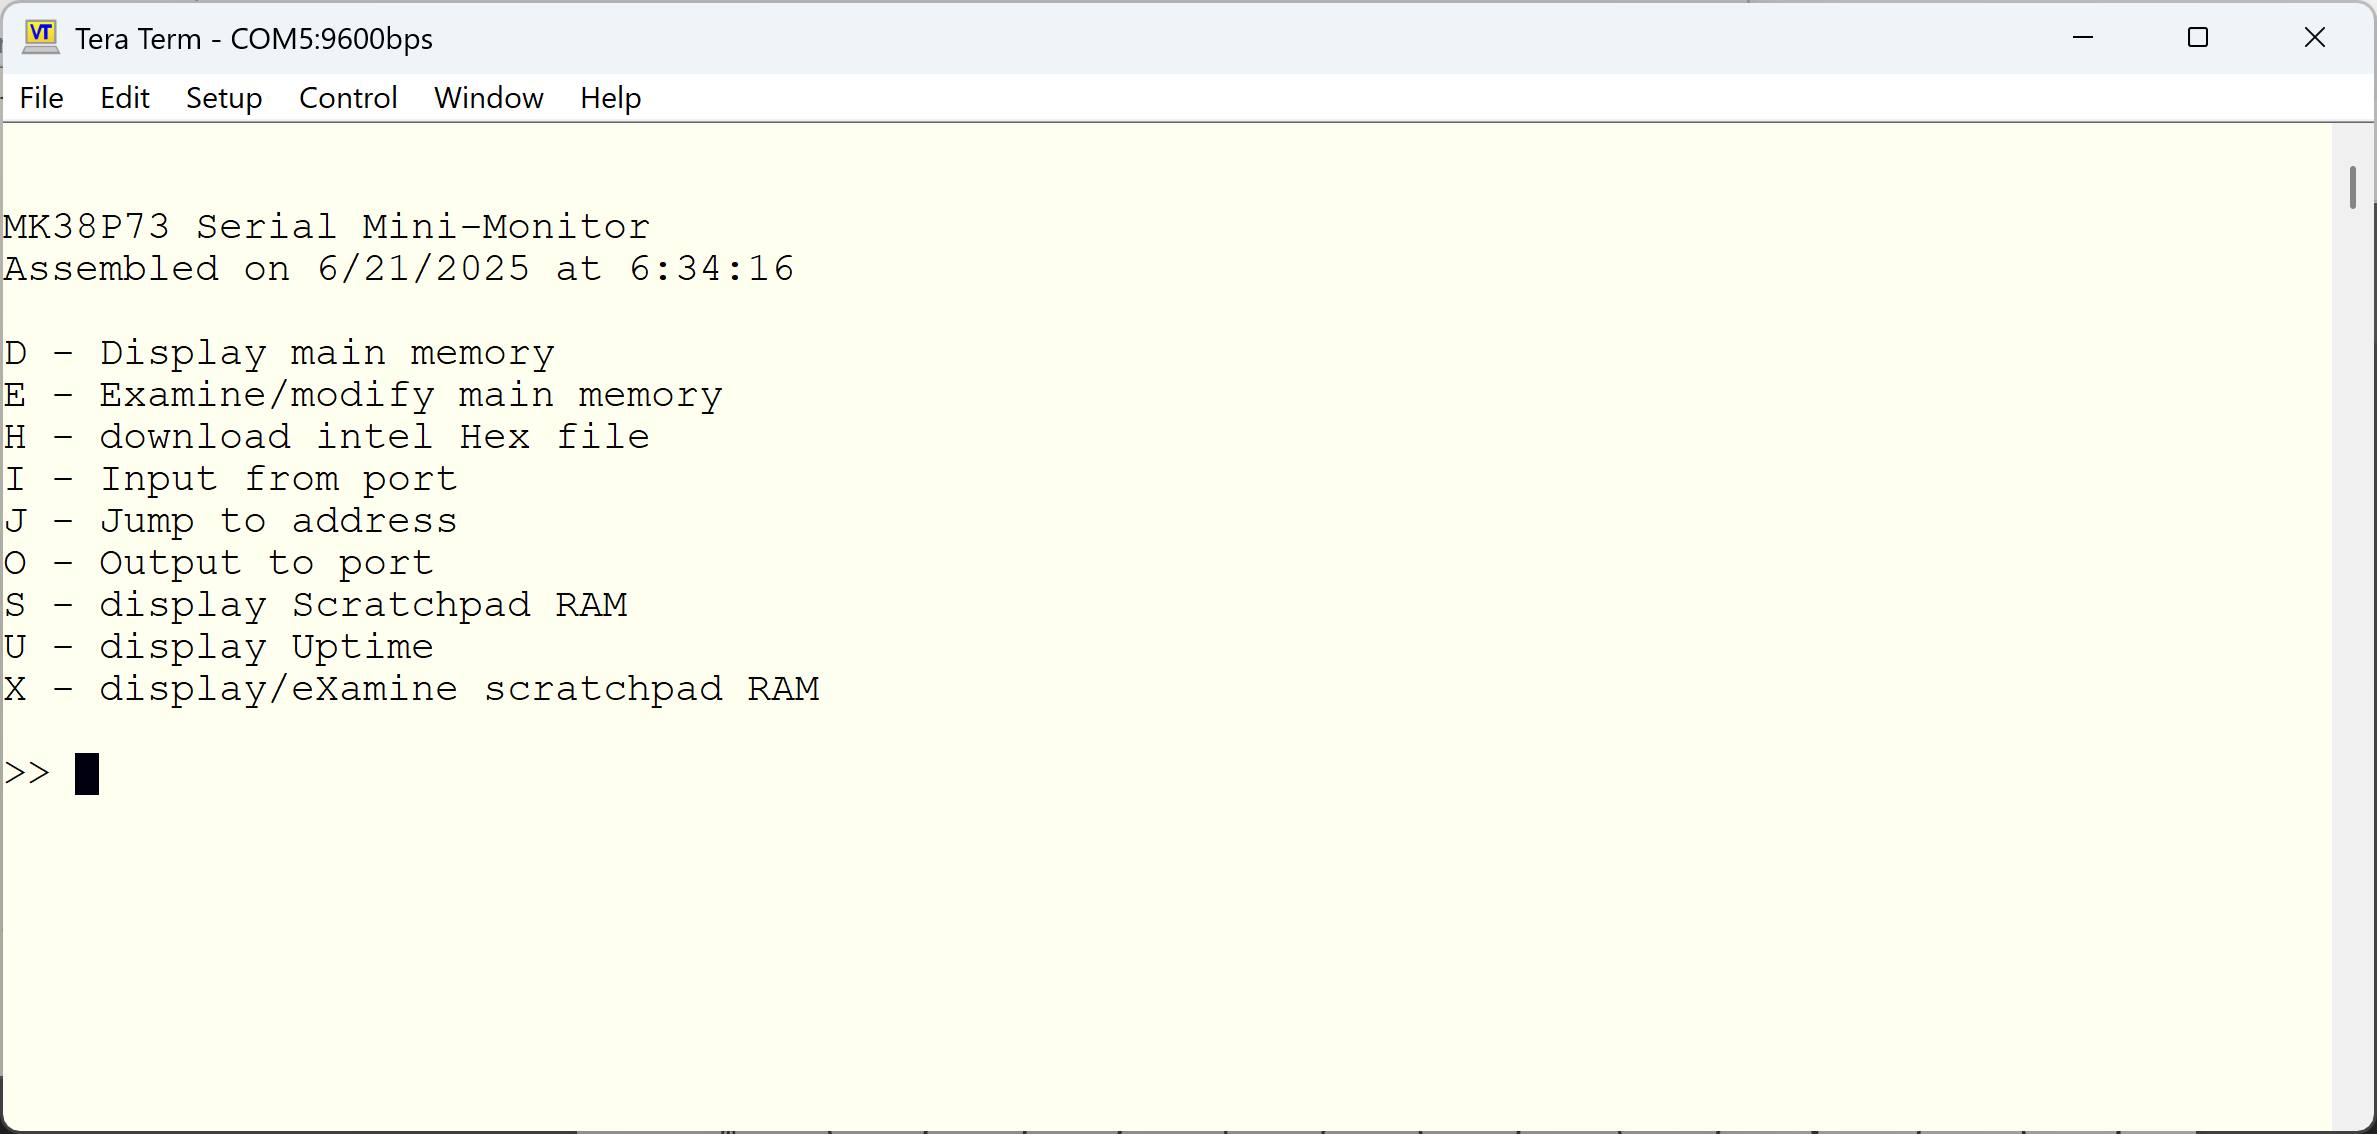 VT Tera Term - COM5:9600bps
File Edit Setup Control Window Help
MK38P73 Serial Mini-Monitor
Assembled on 6/21/2025 at 6:34:16
D - Display main memory
E - Examine/modify main memory
H - download intel Hex file
I - Input from port
J - Jump to address
O - Output to port
S - display Scratchpad RAM
U - display Uptime
X - display/eXamine scratchpad RAM
>>